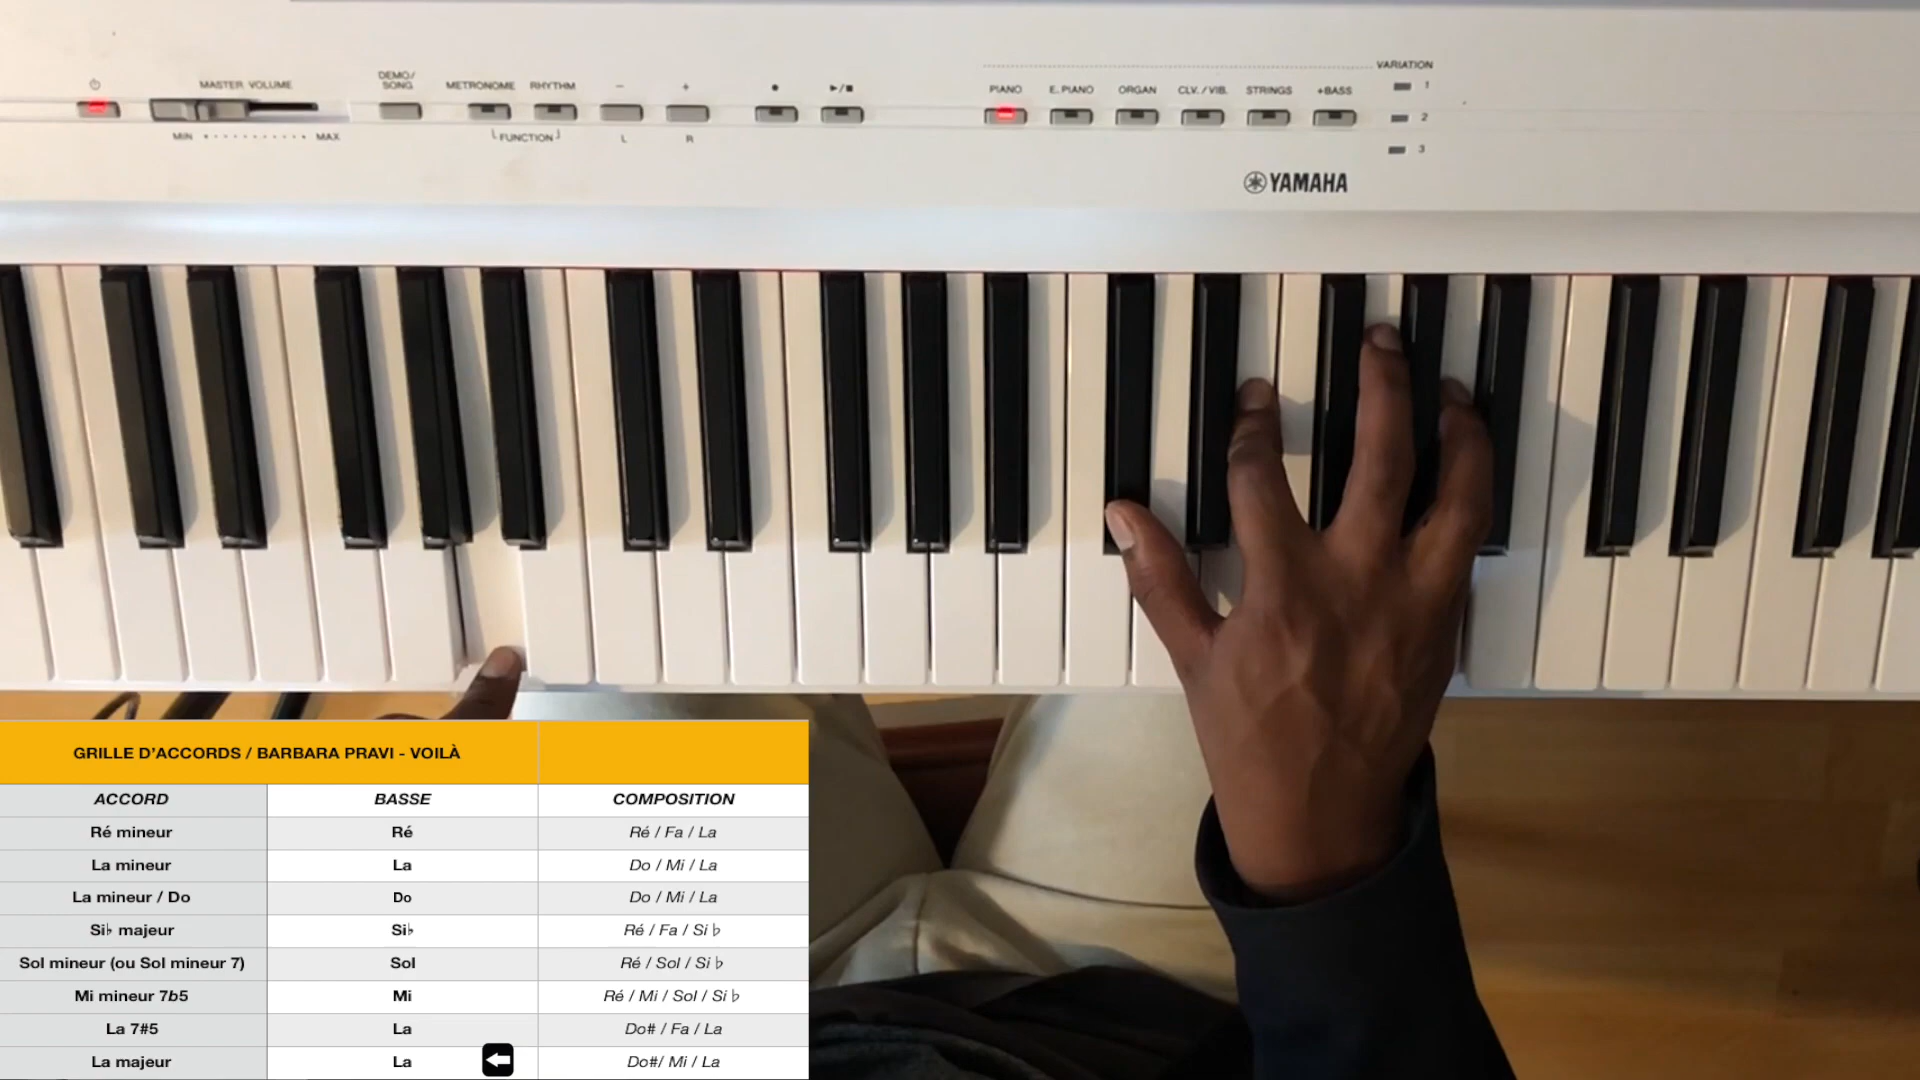 VARIATION
MASTER VOLUME
DEMO/
SONG
METRONOME RHYTHM − +
PIANO E. PIANO ORGAN CLV. / VIB. STRINGS +BASS
1
2
3
MIN MAX
FUNCTION
L R
YAMAHA
GRILLE D'ACCORDS / BARBARA PRAVI - VOILÀ
ACCORD BASSE COMPOSITION
Ré mineur Ré Ré / Fa / La
La mineur La Do / Mi / La
La mineur / Do Do Do / Mi / La
Si♭ majeur Si♭ Ré / Fa / Si ♭
Sol mineur (ou Sol mineur 7) Sol Ré / Sol / Si ♭
Mi mineur 7b5 Mi Ré / Mi / Sol / Si ♭
La 7#5 La Do# / Fa / La
La majeur La Do#/ Mi / La